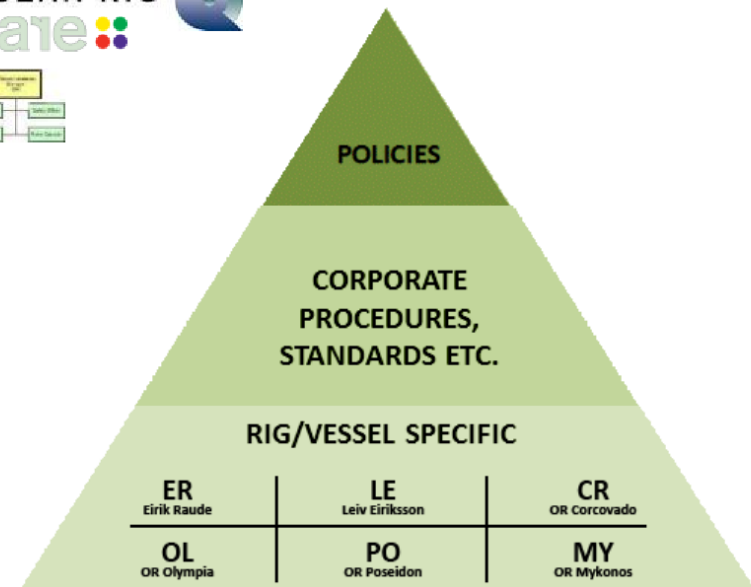 POLICIES
CORPORATE
PROCEDURES,
STANDARDS ETC.
RIG/VESSEL SPECIFIC
ER LE CR
Eirik Raude Leiv Eiriksson OR Corcovado
OL PO MY
OR Olympia OR Poseidon OR Mykonos